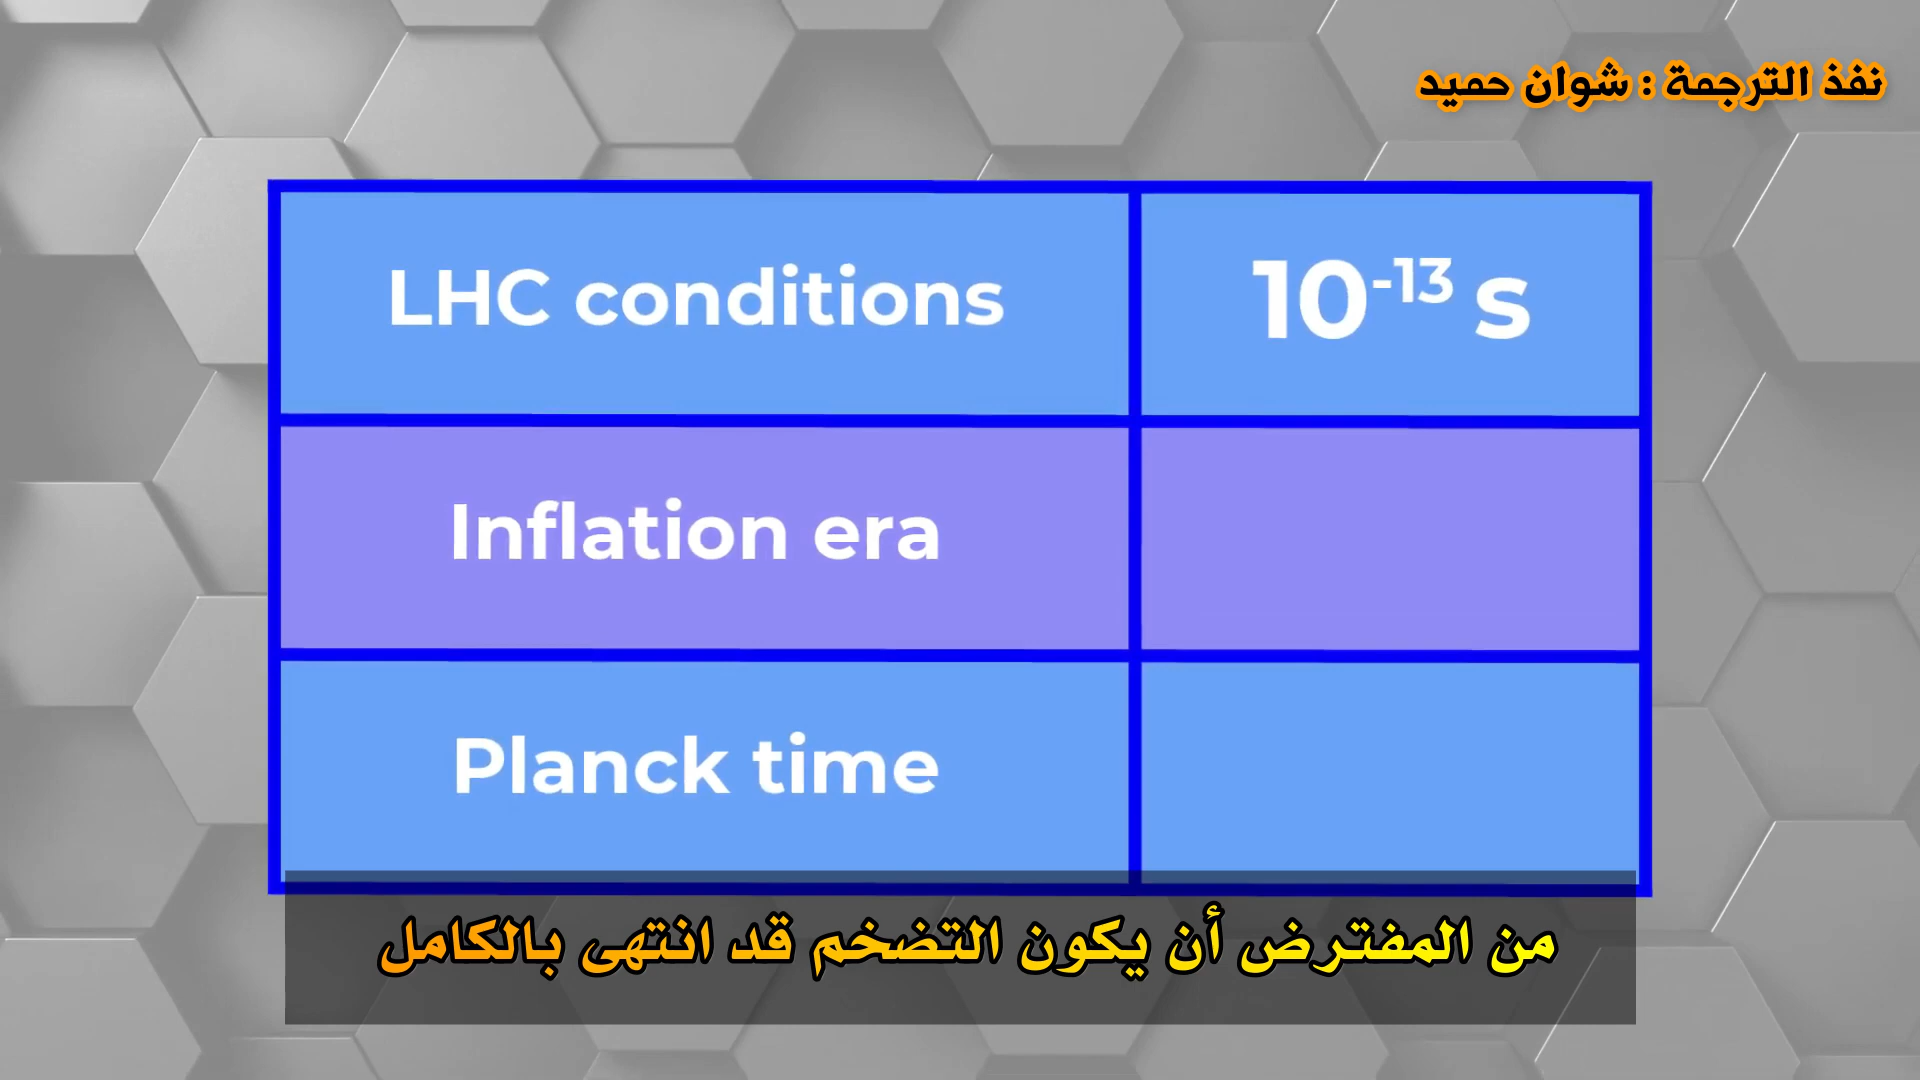 نفذ الترجمة : شوان حميد
LHC conditions
10⁻¹³ s
Inflation era
Planck time
من المفترض أن يكون التضخم قد انتهى بالكامل